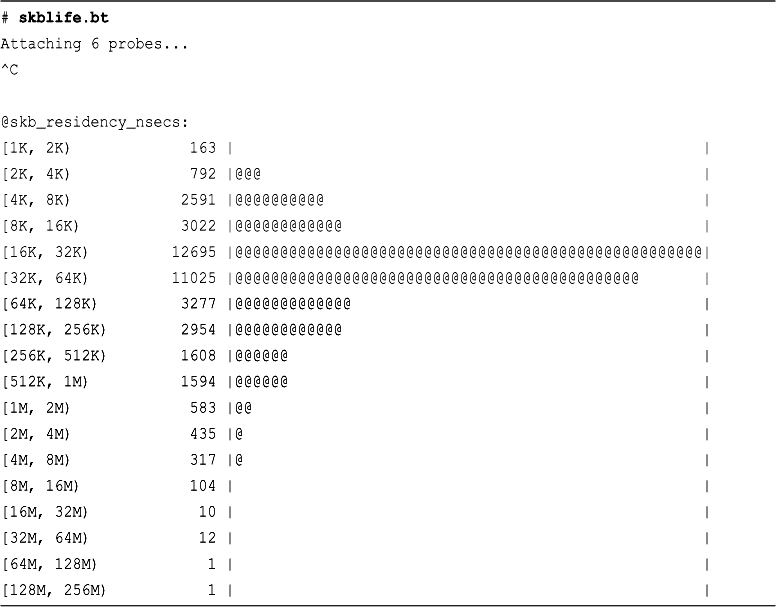 # skblife.bt
Attaching 6 probes...
^C
@skb_residency_nsecs:
[1K, 2K)             163 |                                                    |
[2K, 4K)             792 |@@@                                                 |
[4K, 8K)            2591 |@@@@@@@@@@                                          |
[8K, 16K)           3022 |@@@@@@@@@@@@                                        |
[16K, 32K)         12695 |@@@@@@@@@@@@@@@@@@@@@@@@@@@@@@@@@@@@@@@@@@@@@@@@@@@@|
[32K, 64K)         11025 |@@@@@@@@@@@@@@@@@@@@@@@@@@@@@@@@@@@@@@@@@@@@@       |
[64K, 128K)         3277 |@@@@@@@@@@@@@                                       |
[128K, 256K)        2954 |@@@@@@@@@@@@                                        |
[256K, 512K)        1608 |@@@@@@                                              |
[512K, 1M)          1594 |@@@@@@                                              |
[1M, 2M)             583 |@@                                                  |
[2M, 4M)             435 |@                                                   |
[4M, 8M)             317 |@                                                   |
[8M, 16M)            104 |                                                    |
[16M, 32M)            10 |                                                    |
[32M, 64M)            12 |                                                    |
[64M, 128M)            1 |                                                    |
[128M, 256M)           1 |                                                    |